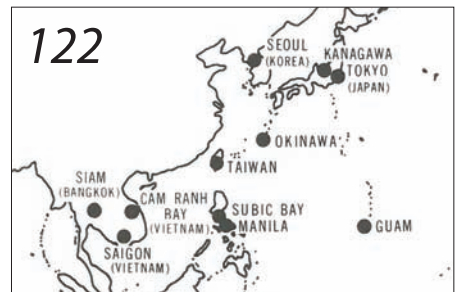 122
SEOUL
(KOREA)
KANAGAWA
TOKYO
(JAPAN)
OKINAWA
TAIWAN
SIAM
(BANGKOK)
CAM RANH
RAY
(VIETNAM)
SUBIC BAY
MANILA
GUAM
SAIGON
(VIETNAM)